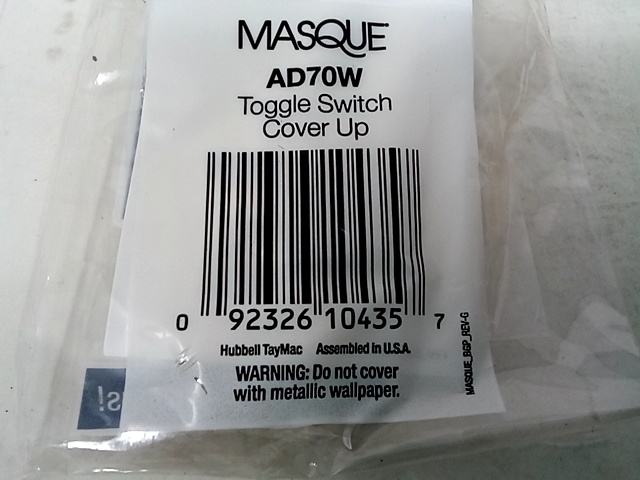 MASQUE
AD70W
Toggle Switch
Cover Up
0 92326 10435 7
Hubbell TayMac Assembled in U.S.A.
WARNING: Do not cover
with metallic wallpaper.
MASQUE_BGP_REV-G
S!